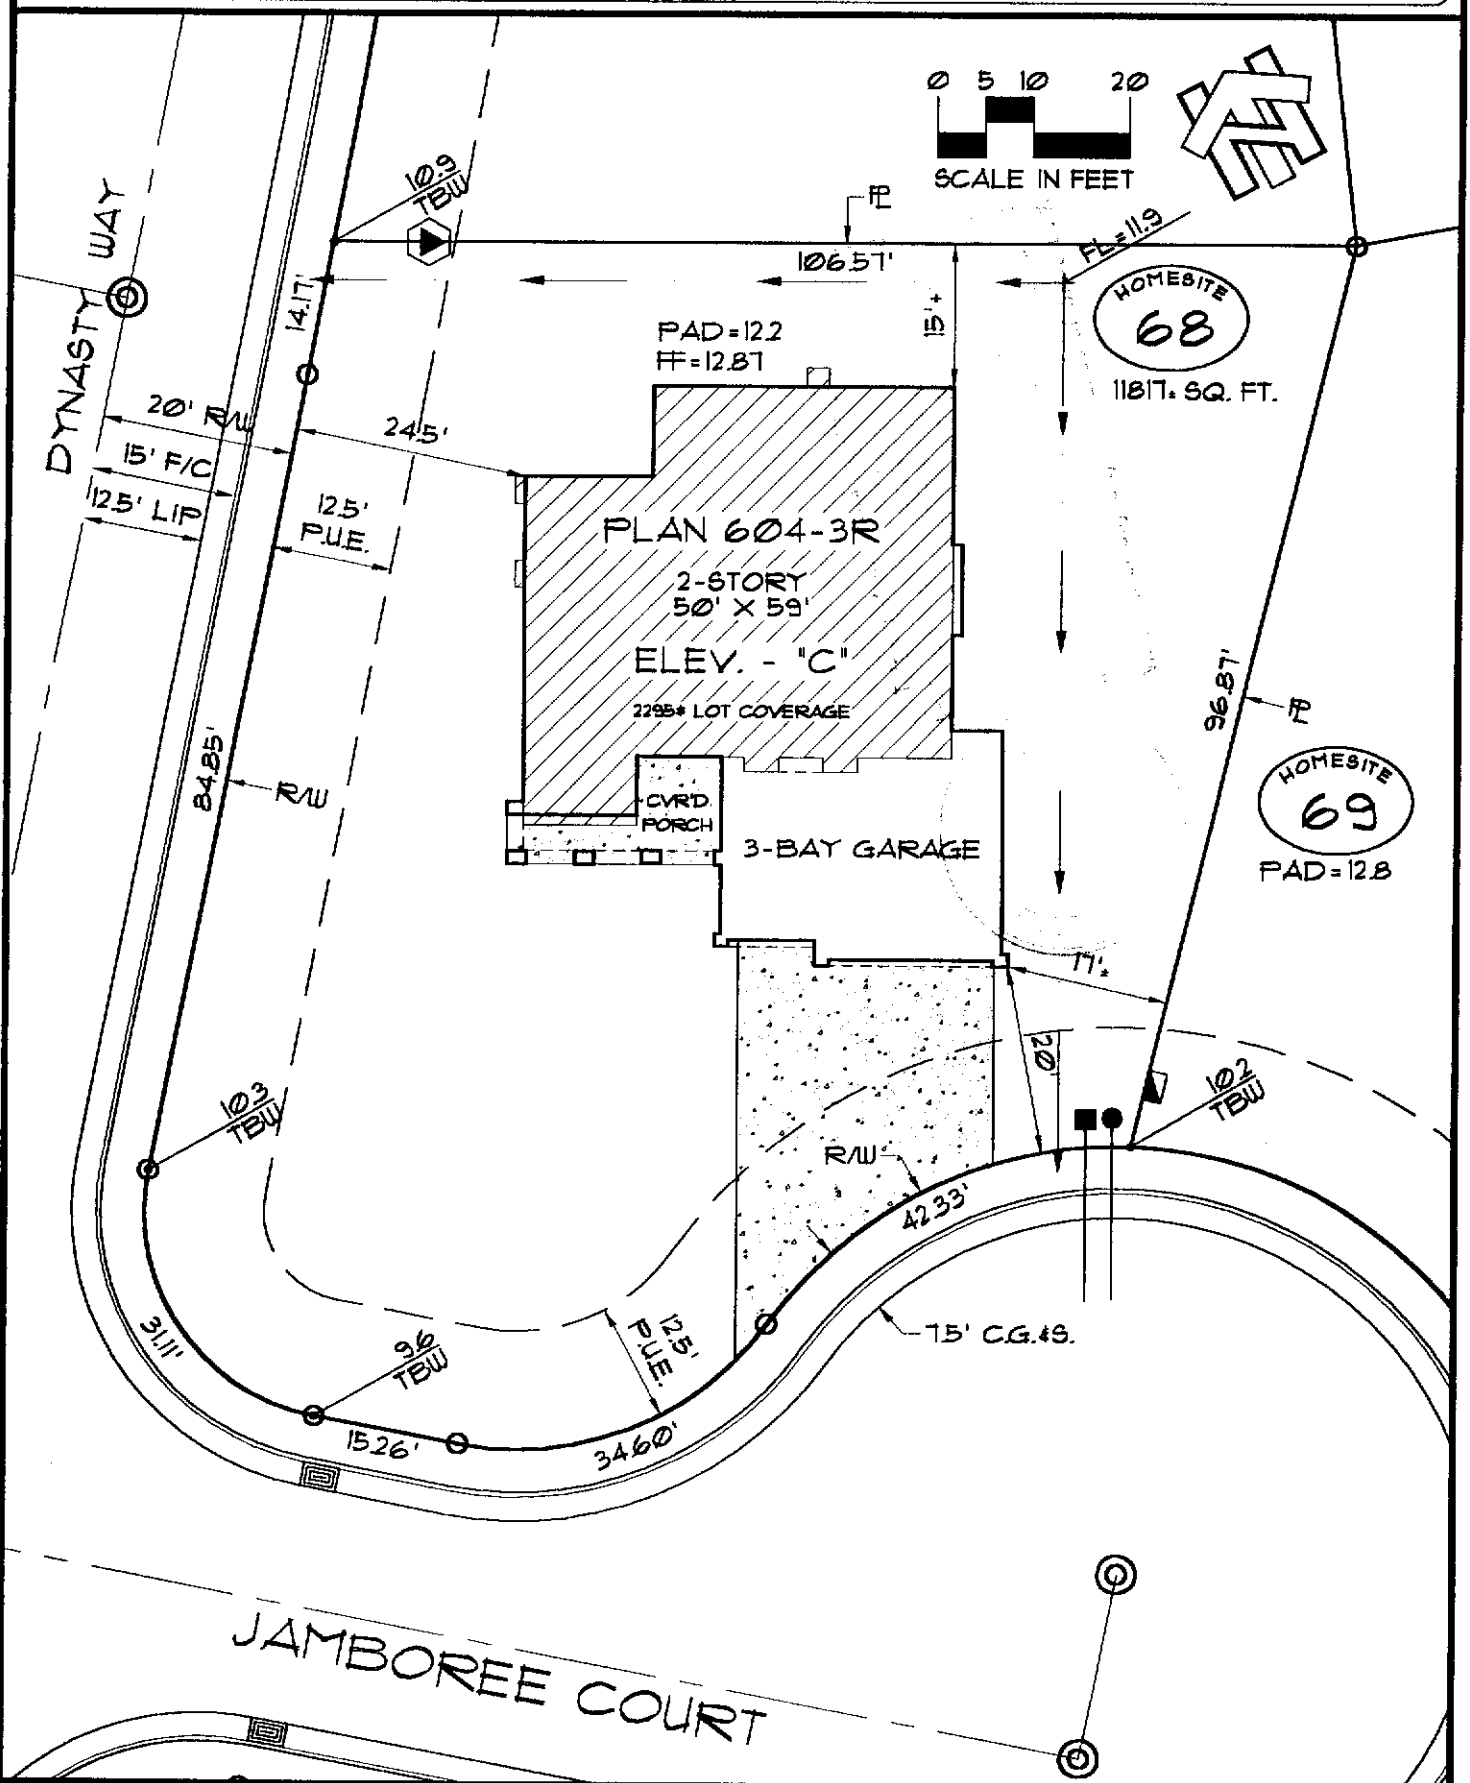 0 5 10 20
SCALE IN FEET
10.9
TBW
PL
FL=11.9
106.57'
HOMESITE
68
11817± SQ. FT.
DYNASTY WAY
14.17'
15'±
PAD=12.2
FF=12.87
20' R/W
24.5'
15' F/C
12.5' LIP
12.5'
P.U.E.
PLAN 604-3R
2-STORY
50' X 59'
ELEV. - "C"
2295# LOT COVERAGE
96.87'
PL
84.85'
R/W
HOMESITE
69
PAD=12.8
CVR'D.
PORCH
3-BAY GARAGE
17'±
20'
10.3
TBW
10.2
TBW
R/W
42.33'
31.11'
9.6
TBW
12.5'
P.U.E.
7.5' C.G.&S.
15.26'
34.60'
JAMBOREE COURT